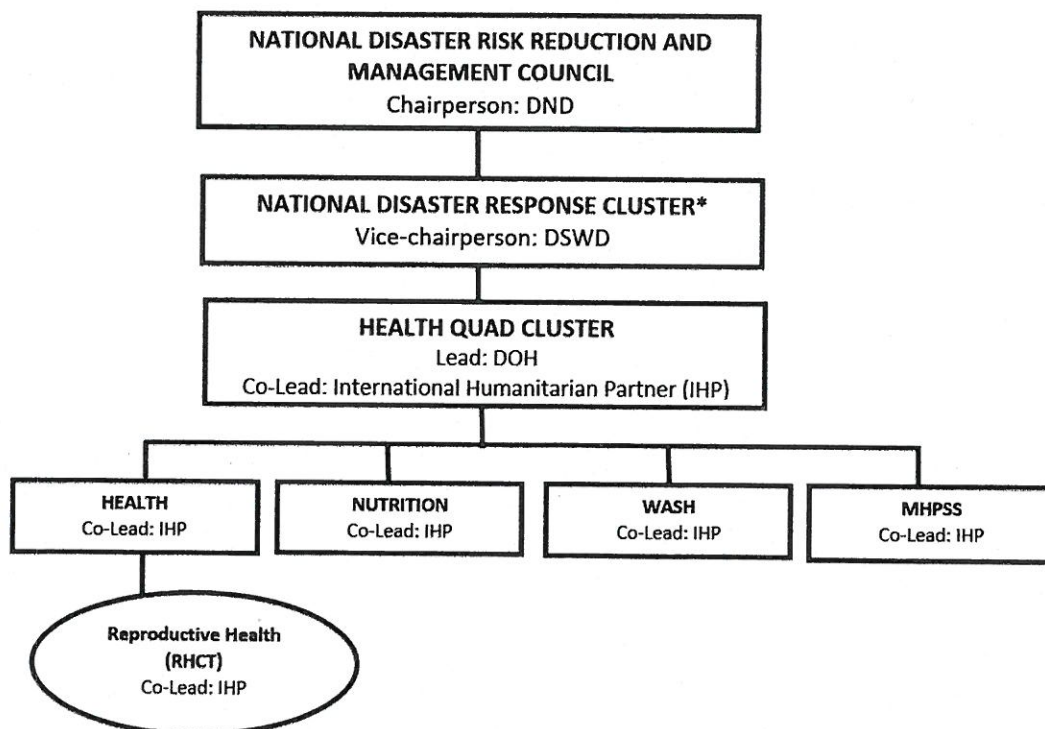 NATIONAL DISASTER RISK REDUCTION AND
MANAGEMENT COUNCIL
Chairperson: DND
NATIONAL DISASTER RESPONSE CLUSTER*
Vice-chairperson: DSWD
HEALTH QUAD CLUSTER
Lead: DOH
Co-Lead: International Humanitarian Partner (IHP)
HEALTH
Co-Lead: IHP
NUTRITION
Co-Lead: IHP
WASH
Co-Lead: IHP
MHPSS
Co-Lead: IHP
Reproductive Health
(RHCT)
Co-Lead: IHP